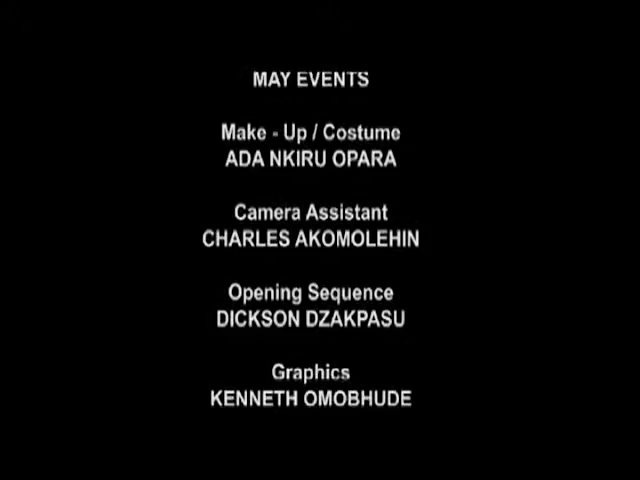 MAY EVENTS
Make - Up / Costume
ADA NKIRU OPARA
Camera Assistant
CHARLES AKOMOLEHIN
Opening Sequence
DICKSON DZAKPASU
Graphics
KENNETH OMOBHUDE